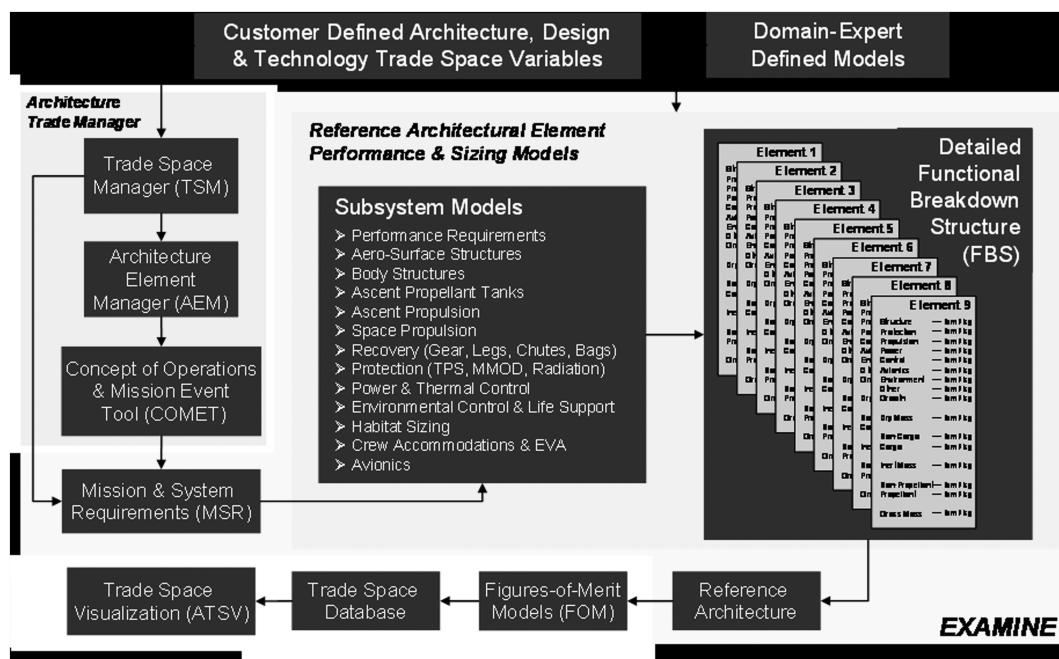 Customer Defined Architecture, Design
& Technology Trade Space Variables
Domain-Expert
Defined Models
Architecture
Trade Manager
Trade Space
Manager (TSM)
Architecture
Element
Manager (AEM)
Concept of Operations
& Mission Event
Tool (COMET)
Mission & System
Requirements (MSR)
Reference Architectural Element
Performance & Sizing Models
Subsystem Models
➢ Performance Requirements
➢ Aero-Surface Structures
➢ Body Structures
➢ Ascent Propellant Tanks
➢ Ascent Propulsion
➢ Space Propulsion
➢ Recovery (Gear, Legs, Chutes, Bags)
➢ Protection (TPS, MMOD, Radiation)
➢ Power & Thermal Control
➢ Environmental Control & Life Support
➢ Habitat Sizing
➢ Crew Accommodations & EVA
➢ Avionics
Detailed
Functional
Breakdown
Structure
(FBS)
Element 1
Element 2
Element 3
Element 4
Element 5
Element 6
Element 7
Element 8
Element 9
Structure
Protection
Propulsion
Power
Control
Avionics
Environment
Other
Growth
Dry Mass
Non-Cargo
Cargo
Inert Mass
Non-Propellant
Propellant
Gross Mass
Trade Space
Visualization (ATSV)
Trade Space
Database
Figures-of-Merit
Models (FOM)
Reference
Architecture
EXAMINE